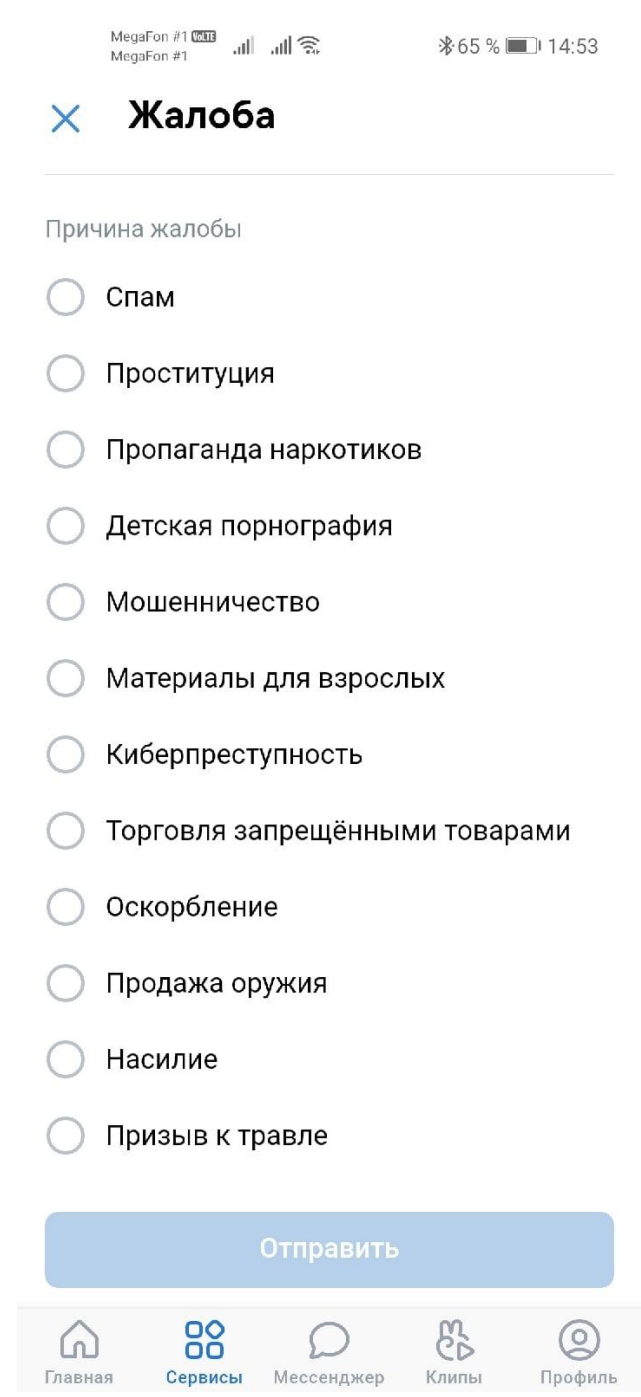 MegaFon #1 VoLTE
MegaFon #1
65 % 14:53
Жалоба
Причина жалобы
Спам
Проституция
Пропаганда наркотиков
Детская порнография
Мошенничество
Материалы для взрослых
Киберпреступность
Торговля запрещёнными товарами
Оскорбление
Продажа оружия
Насилие
Призыв к травле
Отправить
Главная Сервисы Мессенджер Клипы Профиль